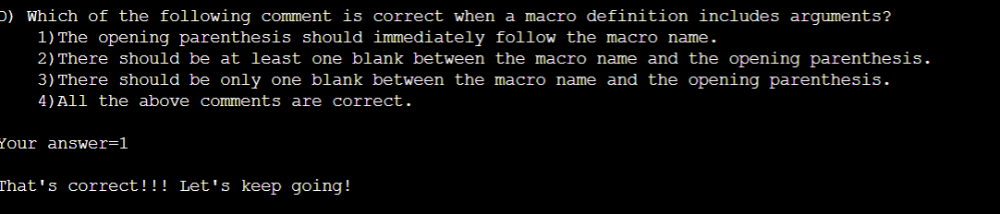 D) Which of the following comment is correct when a macro definition includes arguments?
1)The opening parenthesis should immediately follow the macro name.
2)There should be at least one blank between the macro name and the opening parenthesis.
3)There should be only one blank between the macro name and the opening parenthesis.
4)All the above comments are correct.
Your answer=1
That's correct!!! Let's keep going!